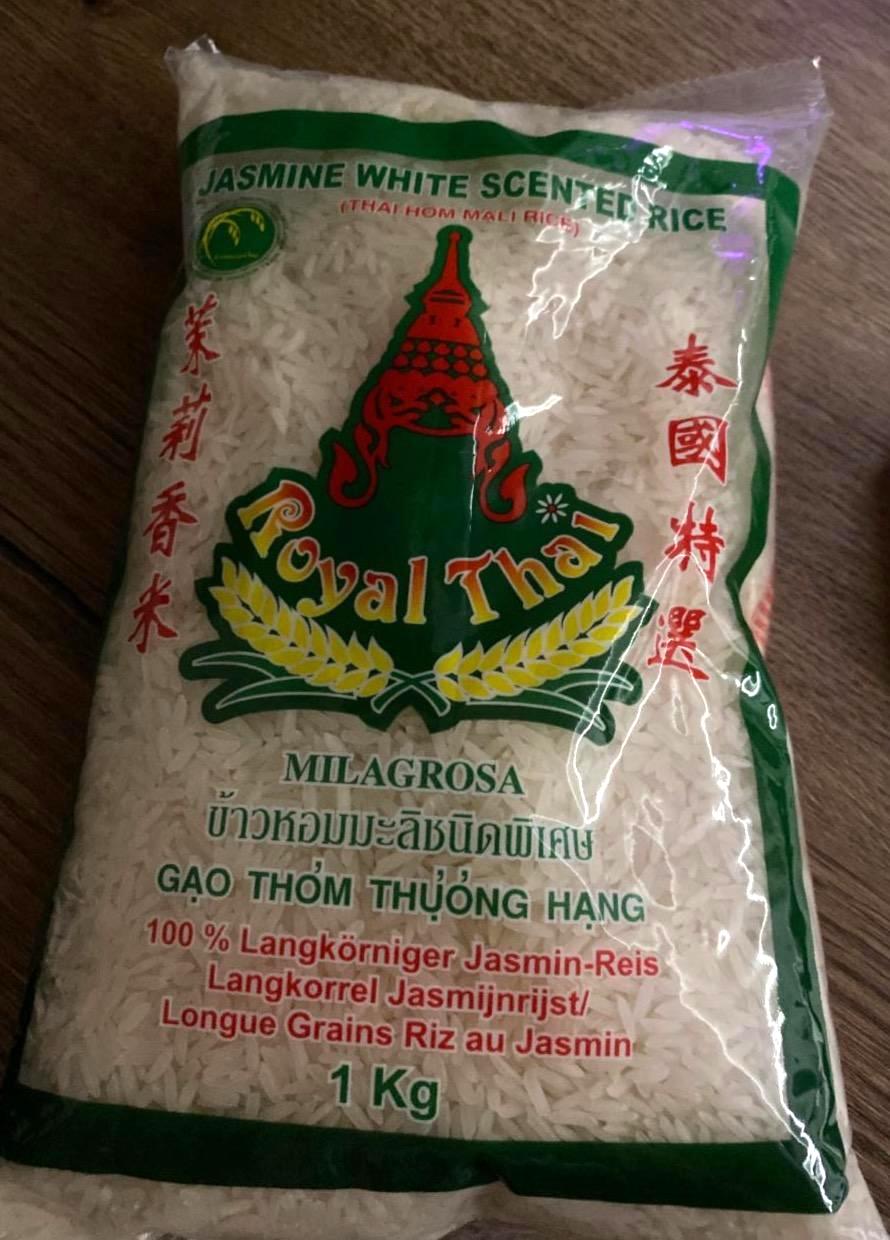 JASMINE WHITE SCENTED RICE
(THAI HOM MALI RICE)
茉莉香米
泰國特選
Royal Thai
MILAGROSA
ข้าวหอมมะลิชนิดพิเศษ
GẠO THỎM THỤỎNG HẠNG
100 % Langkörniger Jasmin-Reis
Langkorrel Jasmijnrijst/
Longue Grains Riz au Jasmin
1 Kg